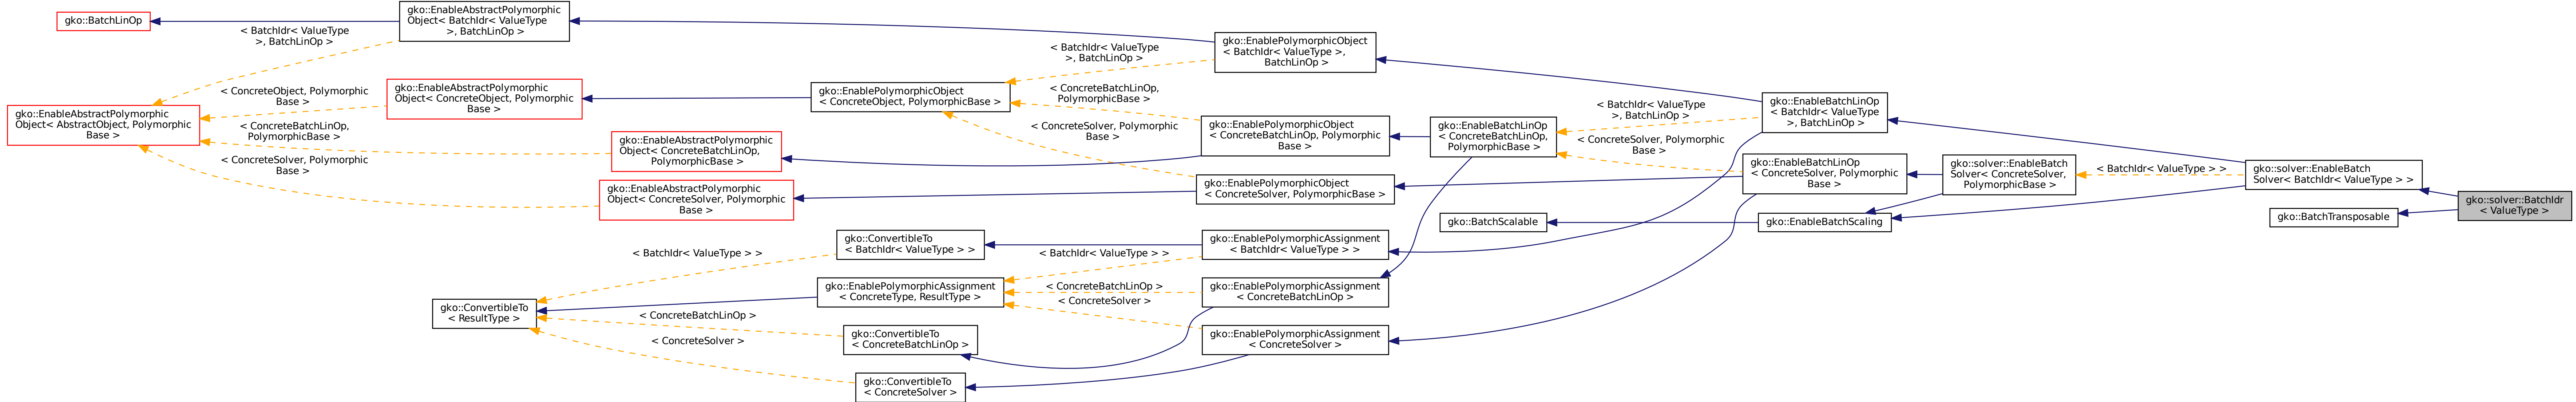 gko::BatchLinOp
gko::EnableAbstractPolymorphic
Object< BatchIdr< ValueType
>, BatchLinOp >
< BatchIdr< ValueType
>, BatchLinOp >
gko::EnableAbstractPolymorphic
Object< AbstractObject, Polymorphic
Base >
< ConcreteObject, Polymorphic
Base >
gko::EnableAbstractPolymorphic
Object< ConcreteObject, Polymorphic
Base >
< ConcreteBatchLinOp,
PolymorphicBase >
gko::EnableAbstractPolymorphic
Object< ConcreteBatchLinOp,
PolymorphicBase >
< ConcreteSolver, Polymorphic
Base >
gko::EnableAbstractPolymorphic
Object< ConcreteSolver, Polymorphic
Base >
gko::EnablePolymorphicObject
< ConcreteObject, PolymorphicBase >
< BatchIdr< ValueType
>, BatchLinOp >
gko::EnablePolymorphicObject
< BatchIdr< ValueType >,
BatchLinOp >
< ConcreteBatchLinOp,
PolymorphicBase >
gko::EnablePolymorphicObject
< ConcreteBatchLinOp, Polymorphic
Base >
< ConcreteSolver, Polymorphic
Base >
gko::EnablePolymorphicObject
< ConcreteSolver, PolymorphicBase >
gko::EnableBatchLinOp
< ConcreteBatchLinOp,
PolymorphicBase >
< BatchIdr< ValueType
>, BatchLinOp >
gko::EnableBatchLinOp
< BatchIdr< ValueType
>, BatchLinOp >
< ConcreteSolver, Polymorphic
Base >
gko::EnableBatchLinOp
< ConcreteSolver, Polymorphic
Base >
gko::solver::EnableBatch
Solver< ConcreteSolver,
PolymorphicBase >
< BatchIdr< ValueType > >
gko::solver::EnableBatch
Solver< BatchIdr< ValueType > >
gko::solver::BatchIdr
< ValueType >
gko::BatchTransposable
gko::BatchScalable
gko::EnableBatchScaling
< BatchIdr< ValueType > >
gko::ConvertibleTo
< BatchIdr< ValueType > >
< BatchIdr< ValueType > >
gko::EnablePolymorphicAssignment
< BatchIdr< ValueType > >
gko::ConvertibleTo
< ResultType >
gko::EnablePolymorphicAssignment
< ConcreteType, ResultType >
< ConcreteBatchLinOp >
gko::EnablePolymorphicAssignment
< ConcreteBatchLinOp >
< ConcreteSolver >
< ConcreteBatchLinOp >
gko::ConvertibleTo
< ConcreteBatchLinOp >
gko::EnablePolymorphicAssignment
< ConcreteSolver >
< ConcreteSolver >
gko::ConvertibleTo
< ConcreteSolver >